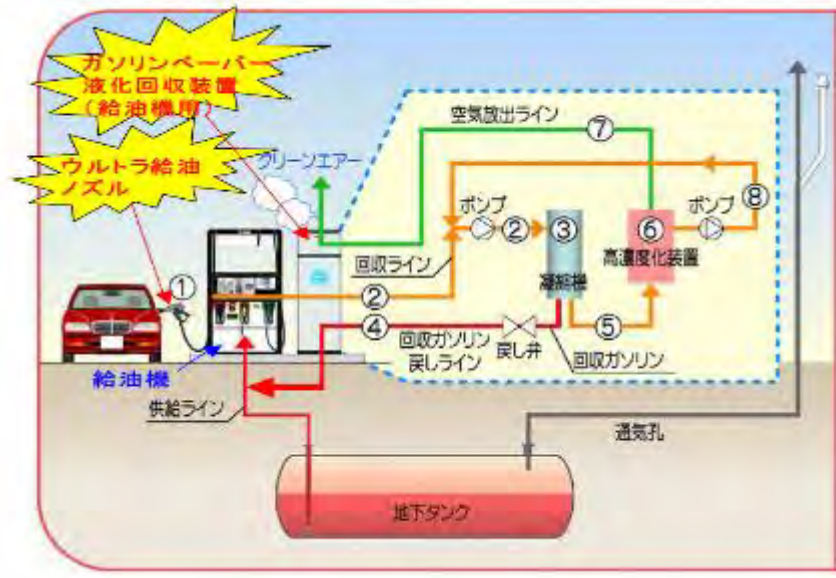 ガソリンベーパー
液化回収装置
(給油機用)
ウルトラ給油
ノズル
クリーンエアー
空気放出ライン
⑦
⑧
ポンプ
②
③
凝縮機
⑥
高濃度化装置
ポンプ
回収ライン
①
②
④
⑤
回収ガソリン
戻しライン
戻し弁
回収ガソリン
給油機
供給ライン
通気孔
地下タンク